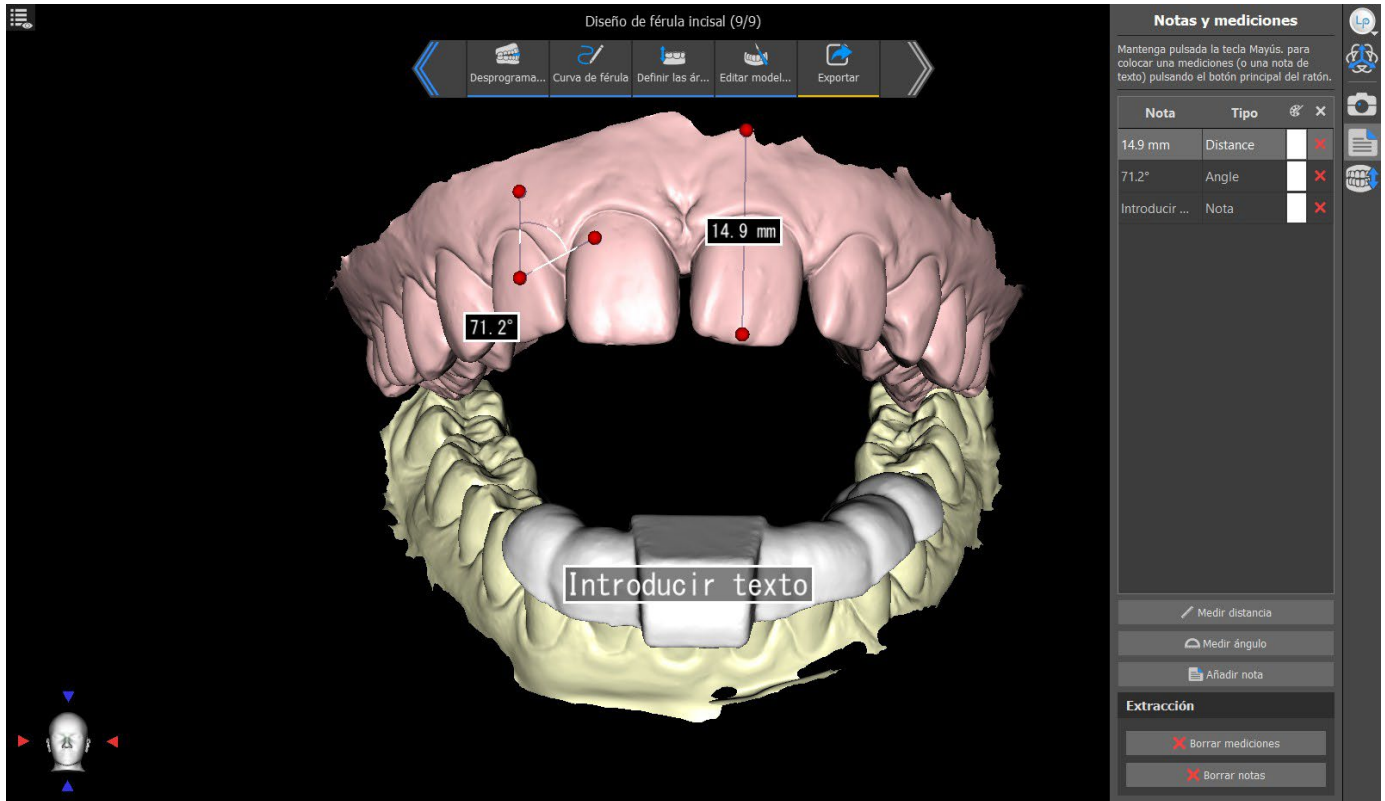 Diseño de férula incisal (9/9)
Desprograma...
Curva de férula
Definir las ár...
Editar model...
Exportar
14.9 mm
71.2°
Introducir texto
Notas y mediciones
Mantenga pulsada la tecla Mayús. para
colocar una mediciones (o una nota de
texto) pulsando el botón principal del ratón.
Nota Tipo
14.9 mm Distance
71.2° Angle
Introducir ... Nota
Medir distancia
Medir ángulo
Añadir nota
Extracción
Borrar mediciones
Borrar notas
Lp